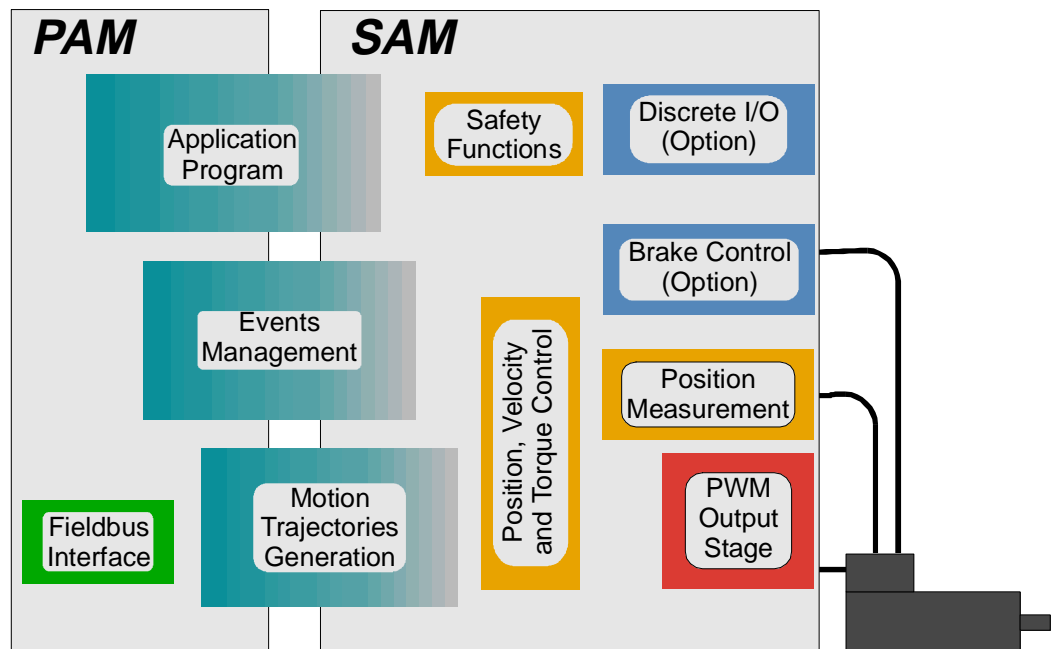 PAM
SAM
Application
Program
Safety
Functions
Discrete I/O
(Option)
Brake Control
(Option)
Events
Management
Position, Velocity
and Torque Control
Position
Measurement
Fieldbus
Interface
Motion
Trajectories
Generation
PWM
Output
Stage